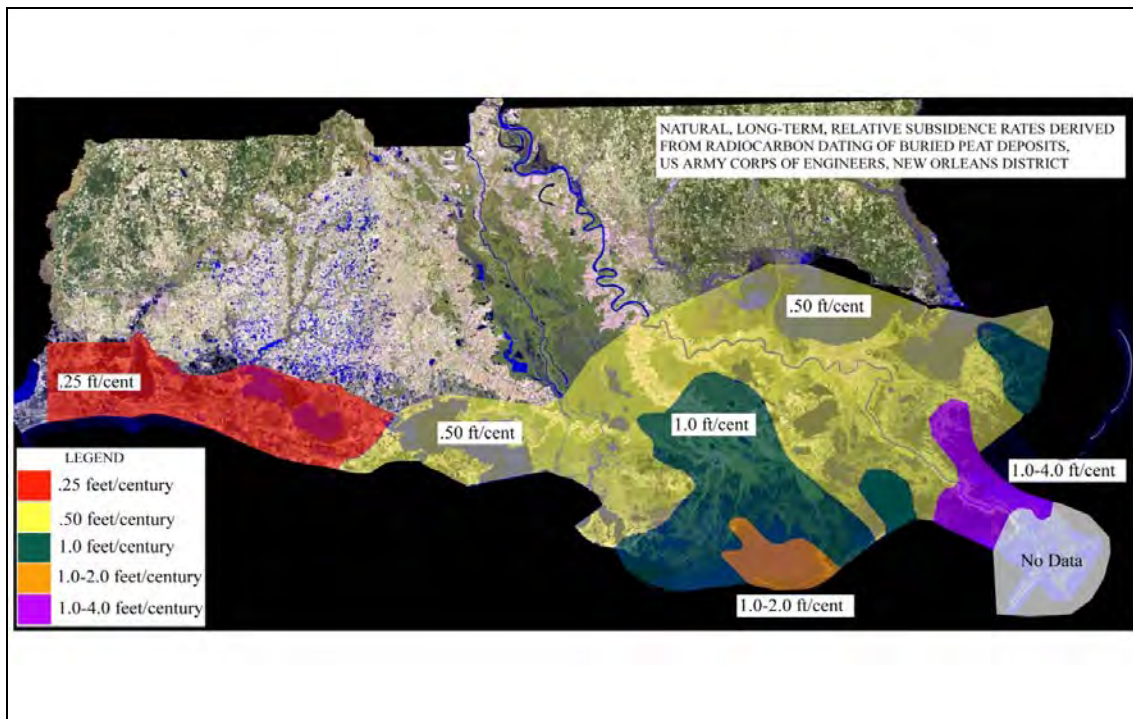 NATURAL, LONG-TERM, RELATIVE SUBSIDENCE RATES DERIVED
FROM RADIOCARBON DATING OF BURIED PEAT DEPOSITS,
US ARMY CORPS OF ENGINEERS, NEW ORLEANS DISTRICT
.50 ft/cent
.25 ft/cent
1.0 ft/cent
.50 ft/cent
1.0-4.0 ft/cent
No Data
1.0-2.0 ft/cent
LEGEND
.25 feet/century
.50 feet/century
1.0 feet/century
1.0-2.0 feet/century
1.0-4.0 feet/century